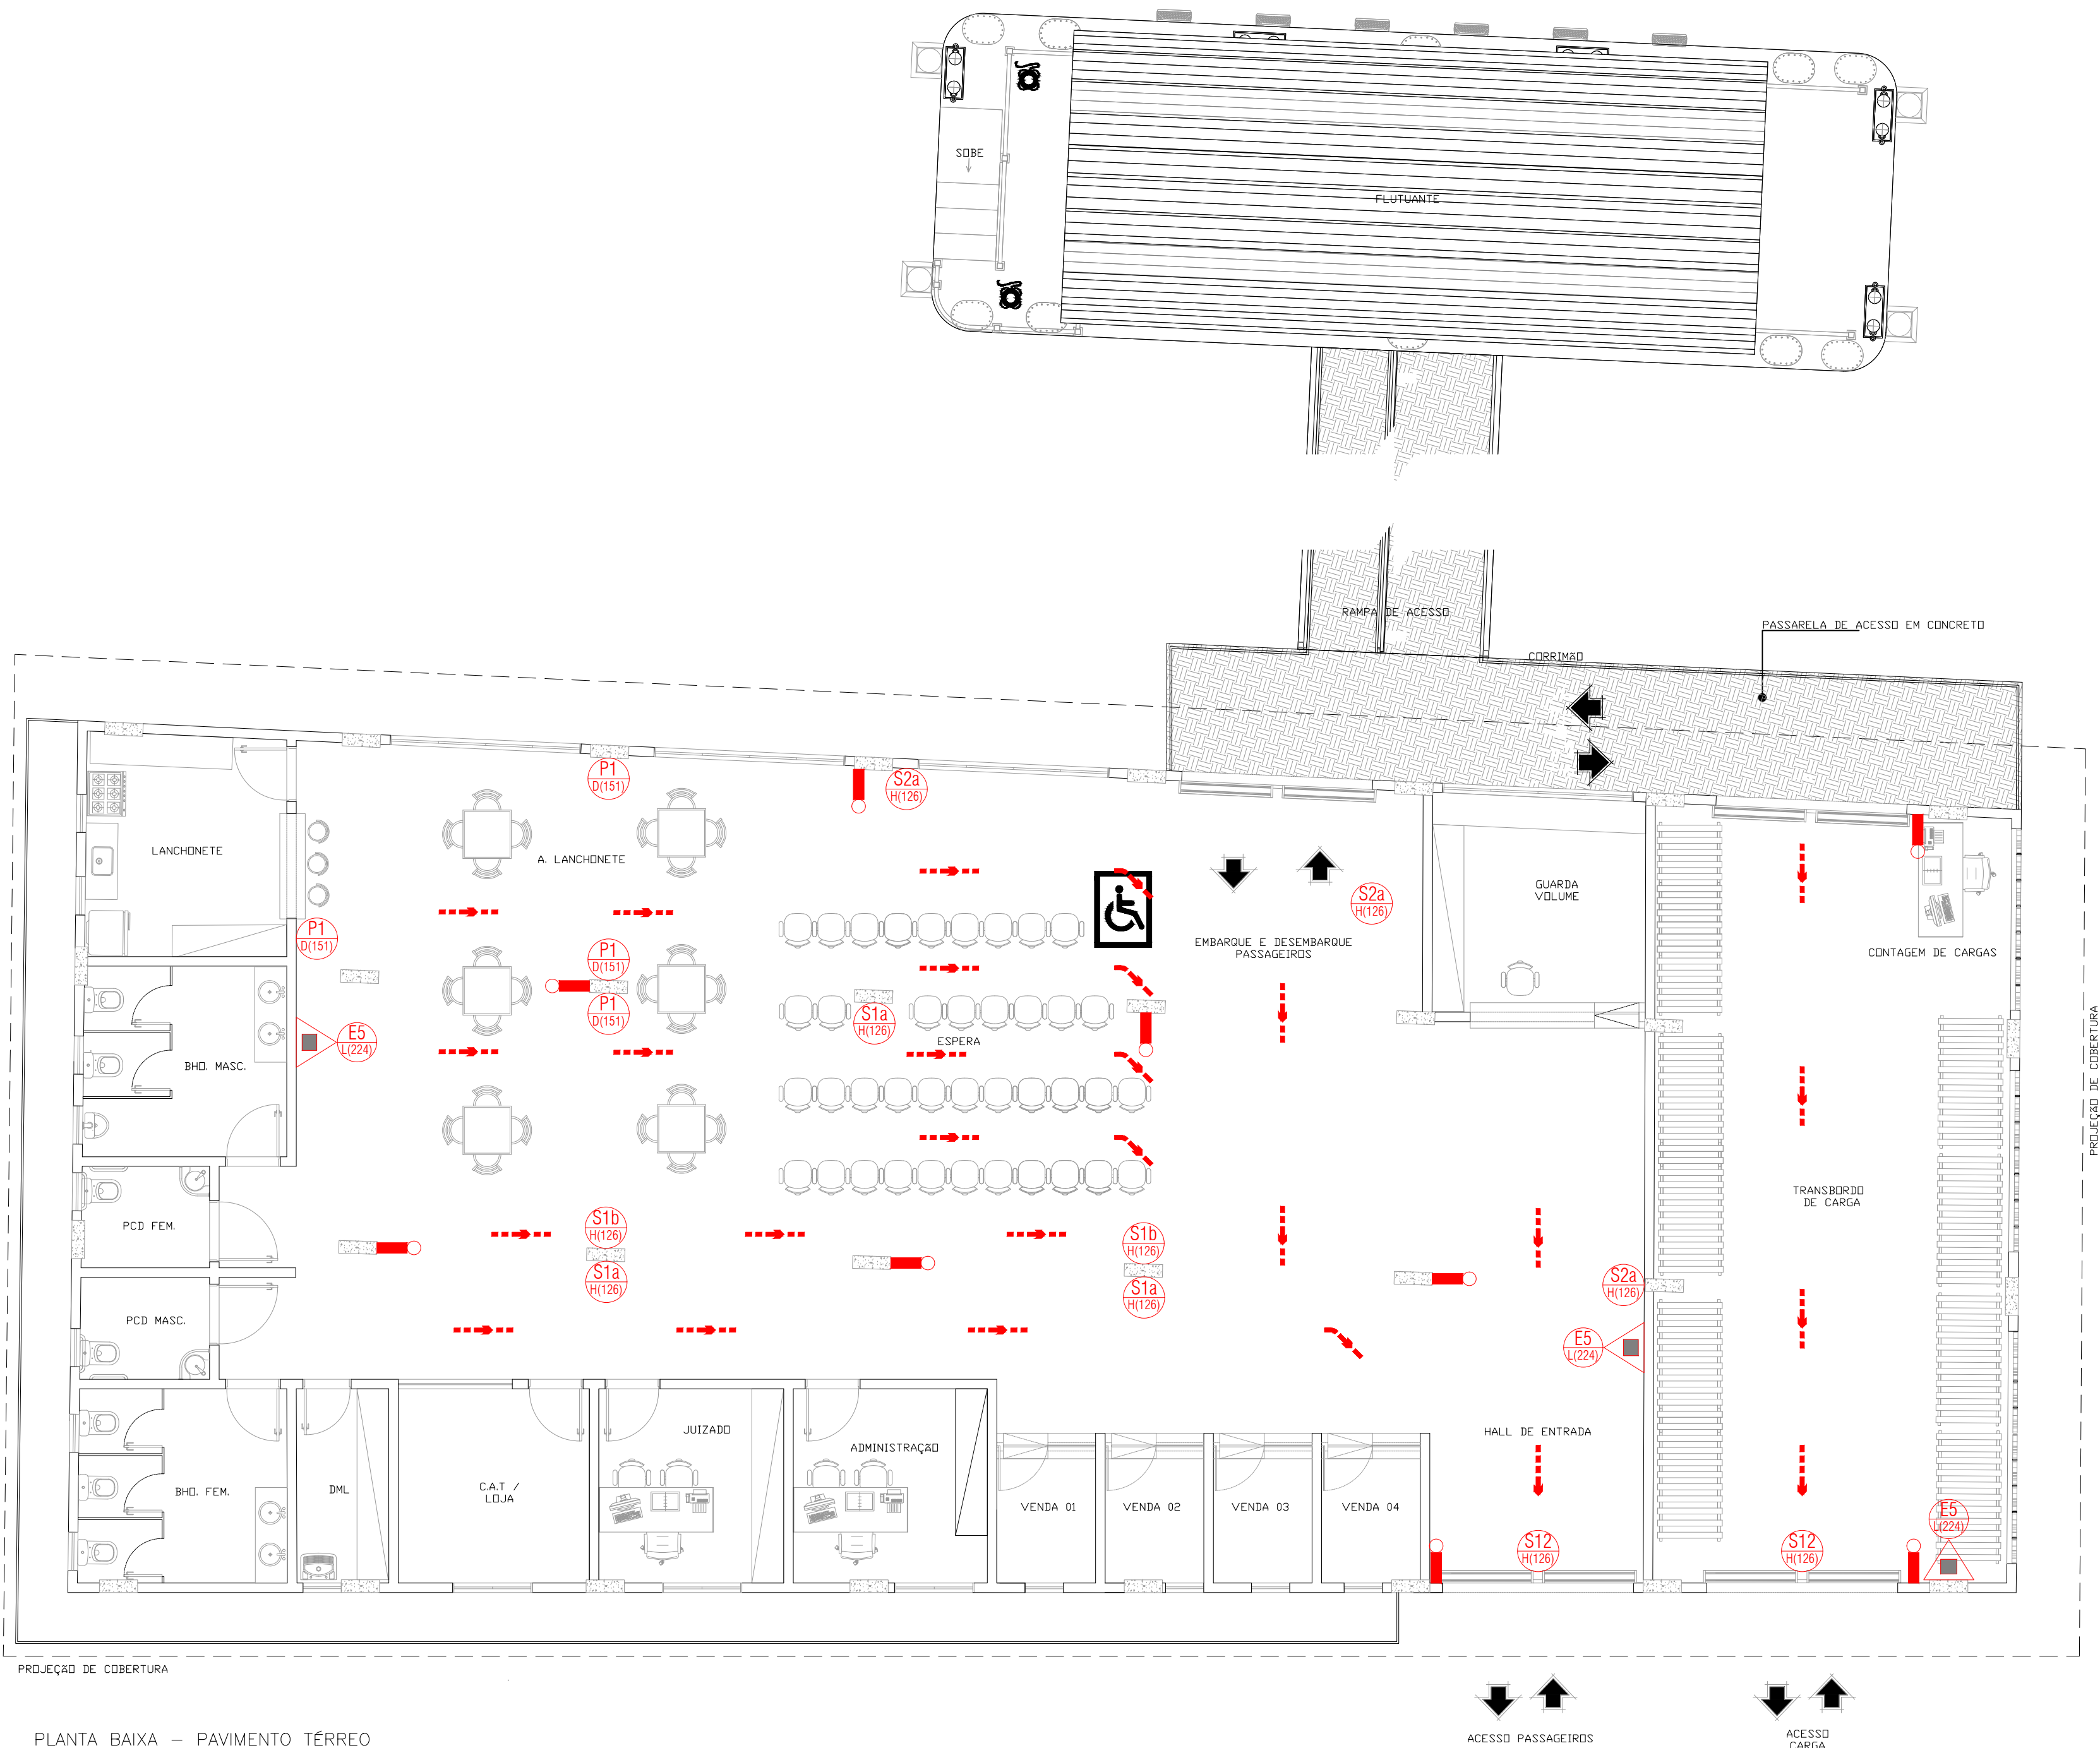 SOBE
FLUTUANTE
RAMPA DE ACESSO
PASSARELA DE ACESSO EM CONCRETO
CORRIMãO
P1
D(151)
S2a
H(126)
LANCHONETE
A. LANCHONETE
GUARDA
VOLUME
S2a
H(126)
P1
D(151)
P1
D(151)
EMBARQUE E DESEMBARQUE
PASSAGEIROS
CONTAGEM DE CARGAS
P1
D(151)
S1a
H(126)
E5
L(224)
ESPERA
BHO. MASC.
PROJEÇÃO DE COBERTURA
TRANSBORDO
DE CARGA
PCD FEM.
S1b
H(126)
S1b
H(126)
S1a
H(126)
S1a
H(126)
S2a
H(126)
PCD MASC.
E5
L(224)
JUIZADO
ADMINISTRAÇãO
HALL DE ENTRADA
BHO. FEM.
DML
C.A.T /
LOJA
VENDA 01
VENDA 02
VENDA 03
VENDA 04
S12
H(126)
S12
H(126)
E5
L(224)
PROJEÇãO DE COBERTURA
PLANTA BAIXA – PAVIMENTO TÉRREO
ACESSO PASSAGEIROS
ACESSO
CARGA